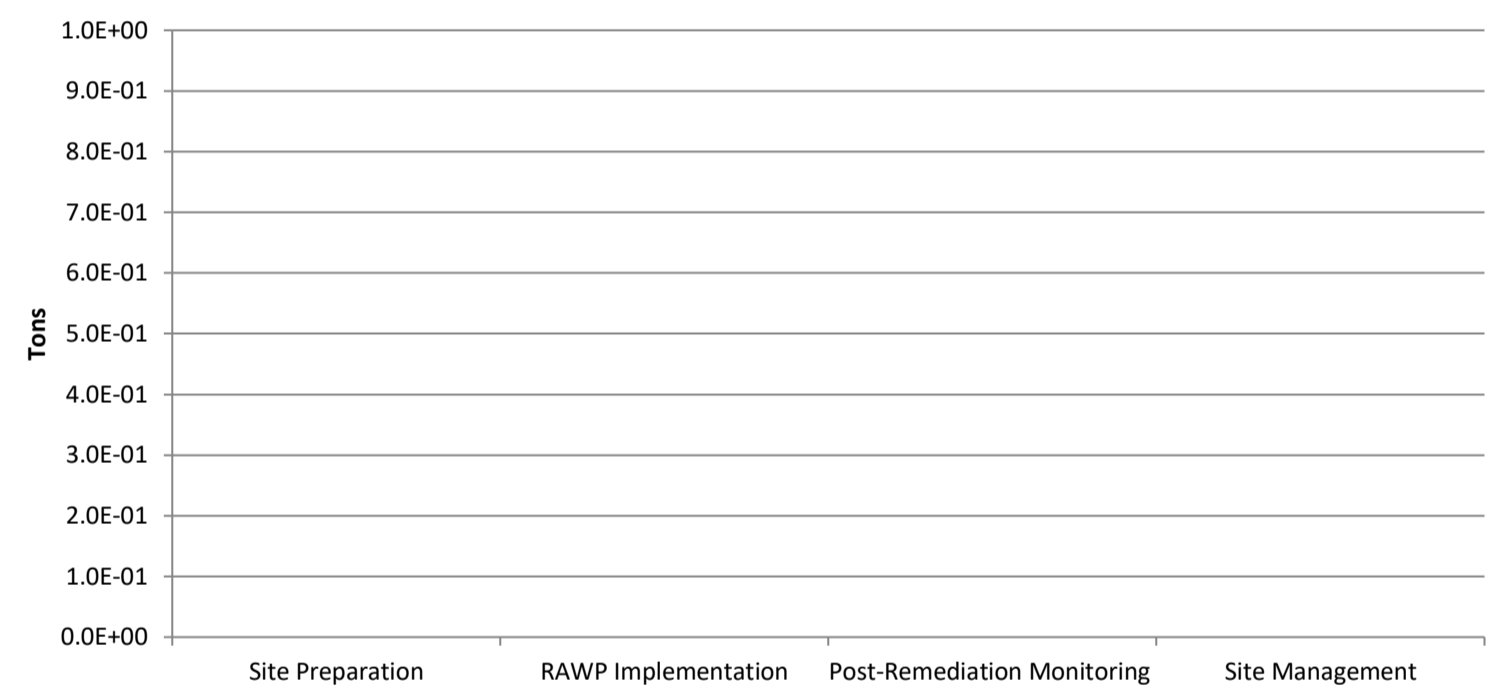 1.0E+00
9.0E-01
8.0E-01
7.0E-01
6.0E-01
5.0E-01
4.0E-01
3.0E-01
2.0E-01
1.0E-01
0.0E+00
Tons
Site Preparation
RAWP Implementation
Post-Remediation Monitoring
Site Management